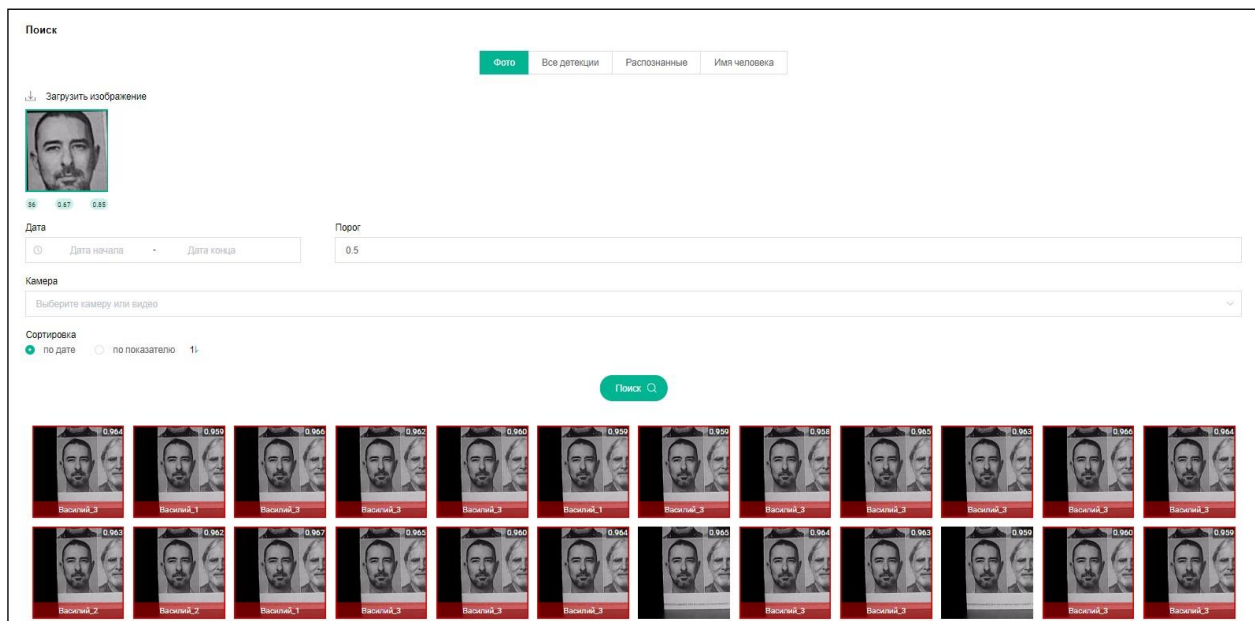 Поиск
Фото Все детекции Распознанные Имя человека
Загрузить изображение
36 0.67 0.85
Дата Порог
Дата начала - Дата конца 0.5
Камера
Выберите камеру или видео
Сортировка
по дате по показателю
Поиск
0.964 0.959 0.966 0.962 0.960 0.959 0.959 0.958 0.965 0.963 0.966 0.964
Василий_3 Василий_1 Василий_3 Василий_3 Василий_3 Василий_1 Василий_3 Василий_3 Василий_3 Василий_3 Василий_3 Василий_3
0.963 0.962 0.967 0.965 0.960 0.964 0.965 0.964 0.963 0.959 0.960 0.959
Василий_2 Василий_2 Василий_1 Василий_3 Василий_3 Василий_3 Василий_3 Василий_3 Василий_3 Василий_3